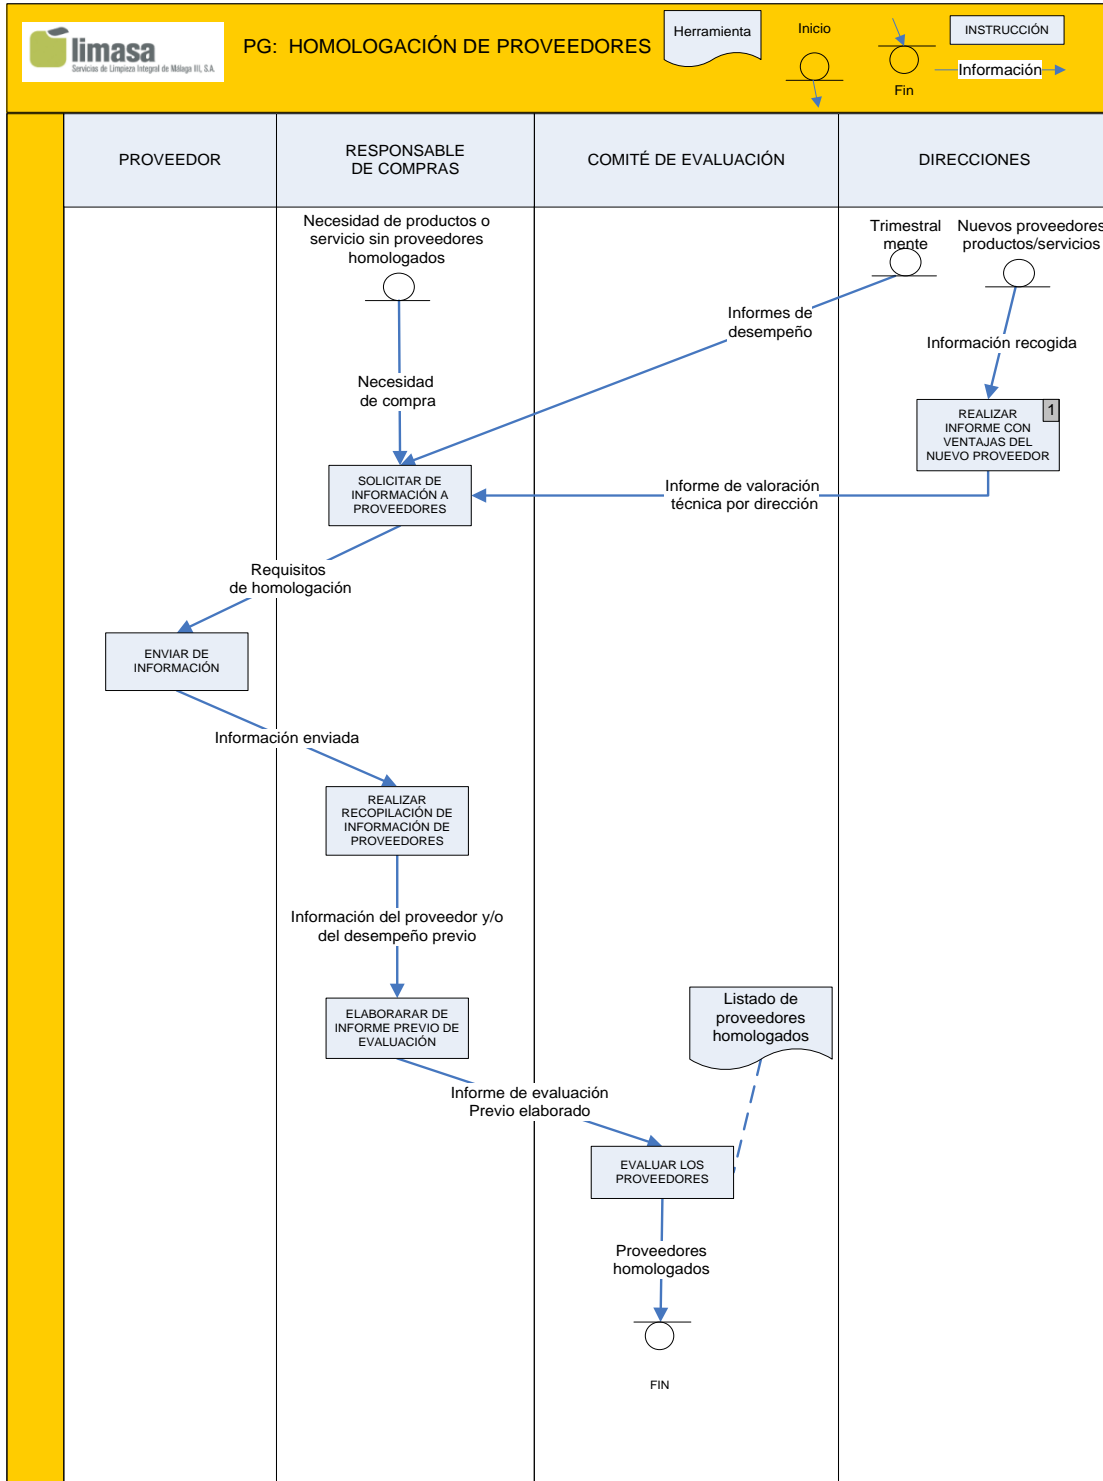 limasa
Servicios de Limpieza Integral de Málaga III, S.A.
PG: HOMOLOGACIÓN DE PROVEEDORES
Herramienta
Inicio
Fin
INSTRUCCIÓN
Información
PROVEEDOR
RESPONSABLE
DE COMPRAS
COMITÉ DE EVALUACIÓN
DIRECCIONES
Necesidad de productos o
servicio sin proveedores
homologados
Trimestral
mente
Nuevos proveedores
productos/servicios
Informes de
desempeño
Información recogida
Necesidad
de compra
REALIZAR
INFORME CON
VENTAJAS DEL
NUEVO PROVEEDOR
1
SOLICITAR DE
INFORMACIÓN A
PROVEEDORES
Informe de valoración
técnica por dirección
Requisitos
de homologación
ENVIAR DE
INFORMACIÓN
Información enviada
REALIZAR
RECOPILACIÓN DE
INFORMACIÓN DE
PROVEEDORES
Información del proveedor y/o
del desempeño previo
ELABORARAR DE
INFORME PREVIO DE
EVALUACIÓN
Listado de
proveedores
homologados
Informe de evaluación
Previo elaborado
EVALUAR LOS
PROVEEDORES
Proveedores
homologados
FIN